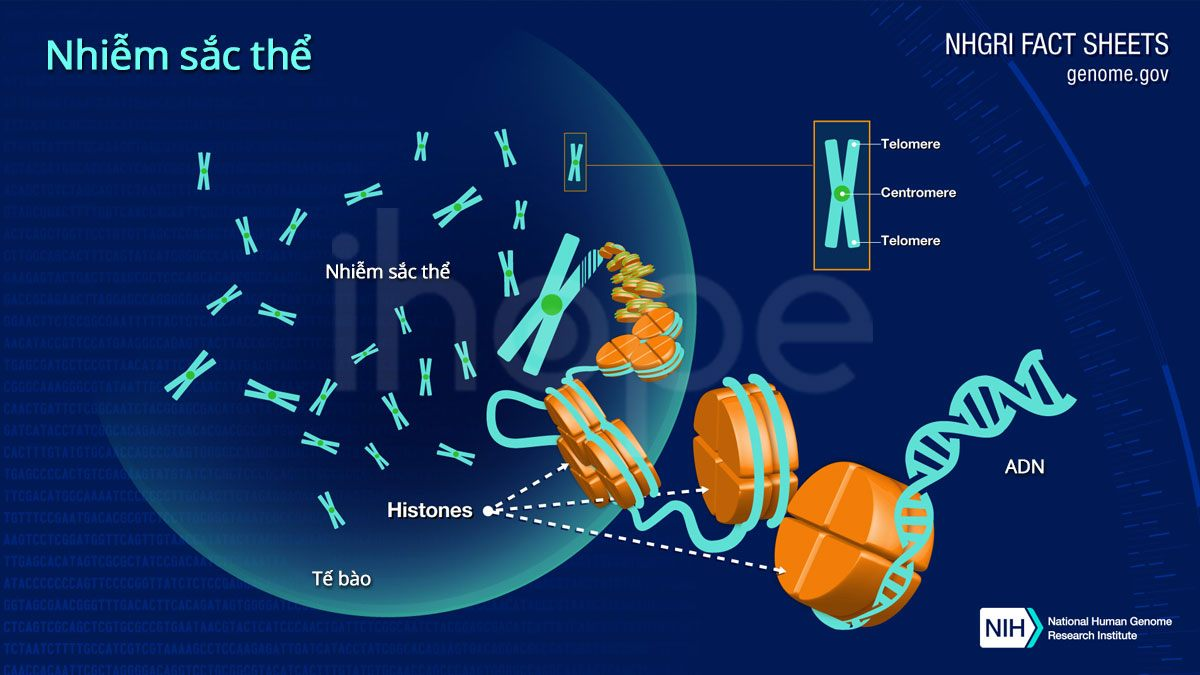 Nhiễm sắc thể
NHGRI FACT SHEETS
genome.gov
Telomere
Centromere
Telomere
Nhiễm sắc thể
ihope
Histones
ADN
Tế bào
NIH
National Human Genome
Research Institute